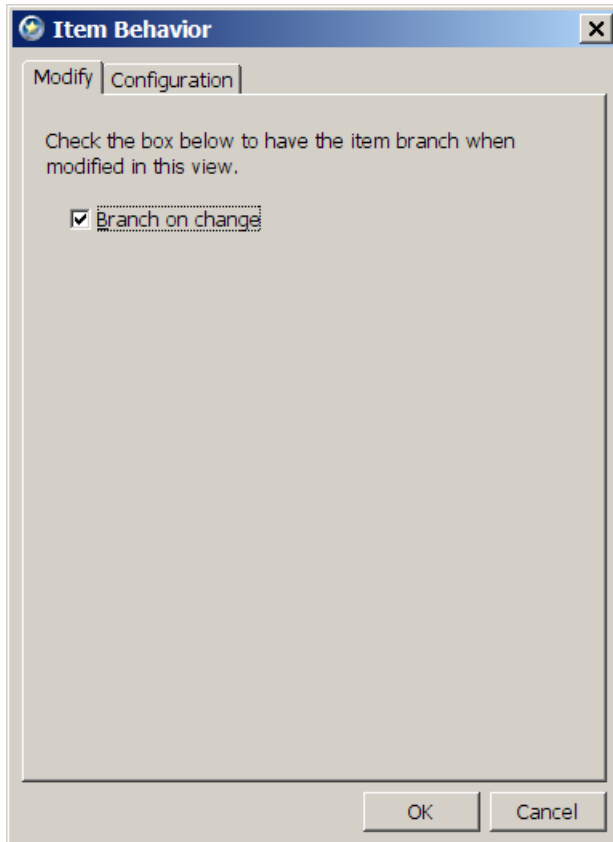 Item Behavior
Modify
Configuration
Check the box below to have the item branch when
modified in this view.
Branch on change
OK
Cancel